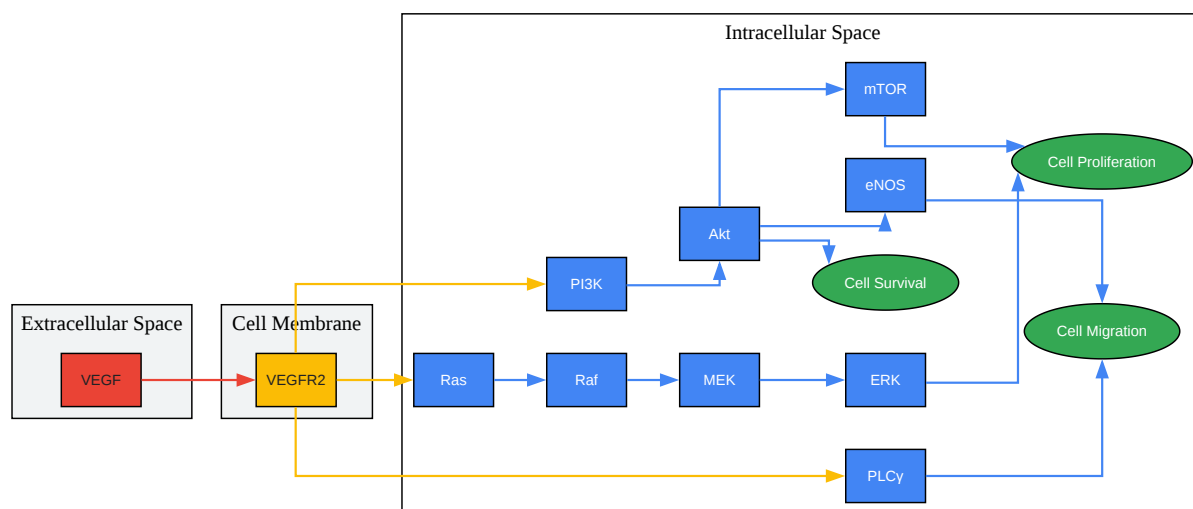 Intracellular Space
mTOR
Cell Proliferation
eNOS
Akt
PI3K
Cell Survival
Extracellular Space
Cell Membrane
Cell Migration
VEGF
VEGFR2
Ras
Raf
MEK
ERK
PLCγ